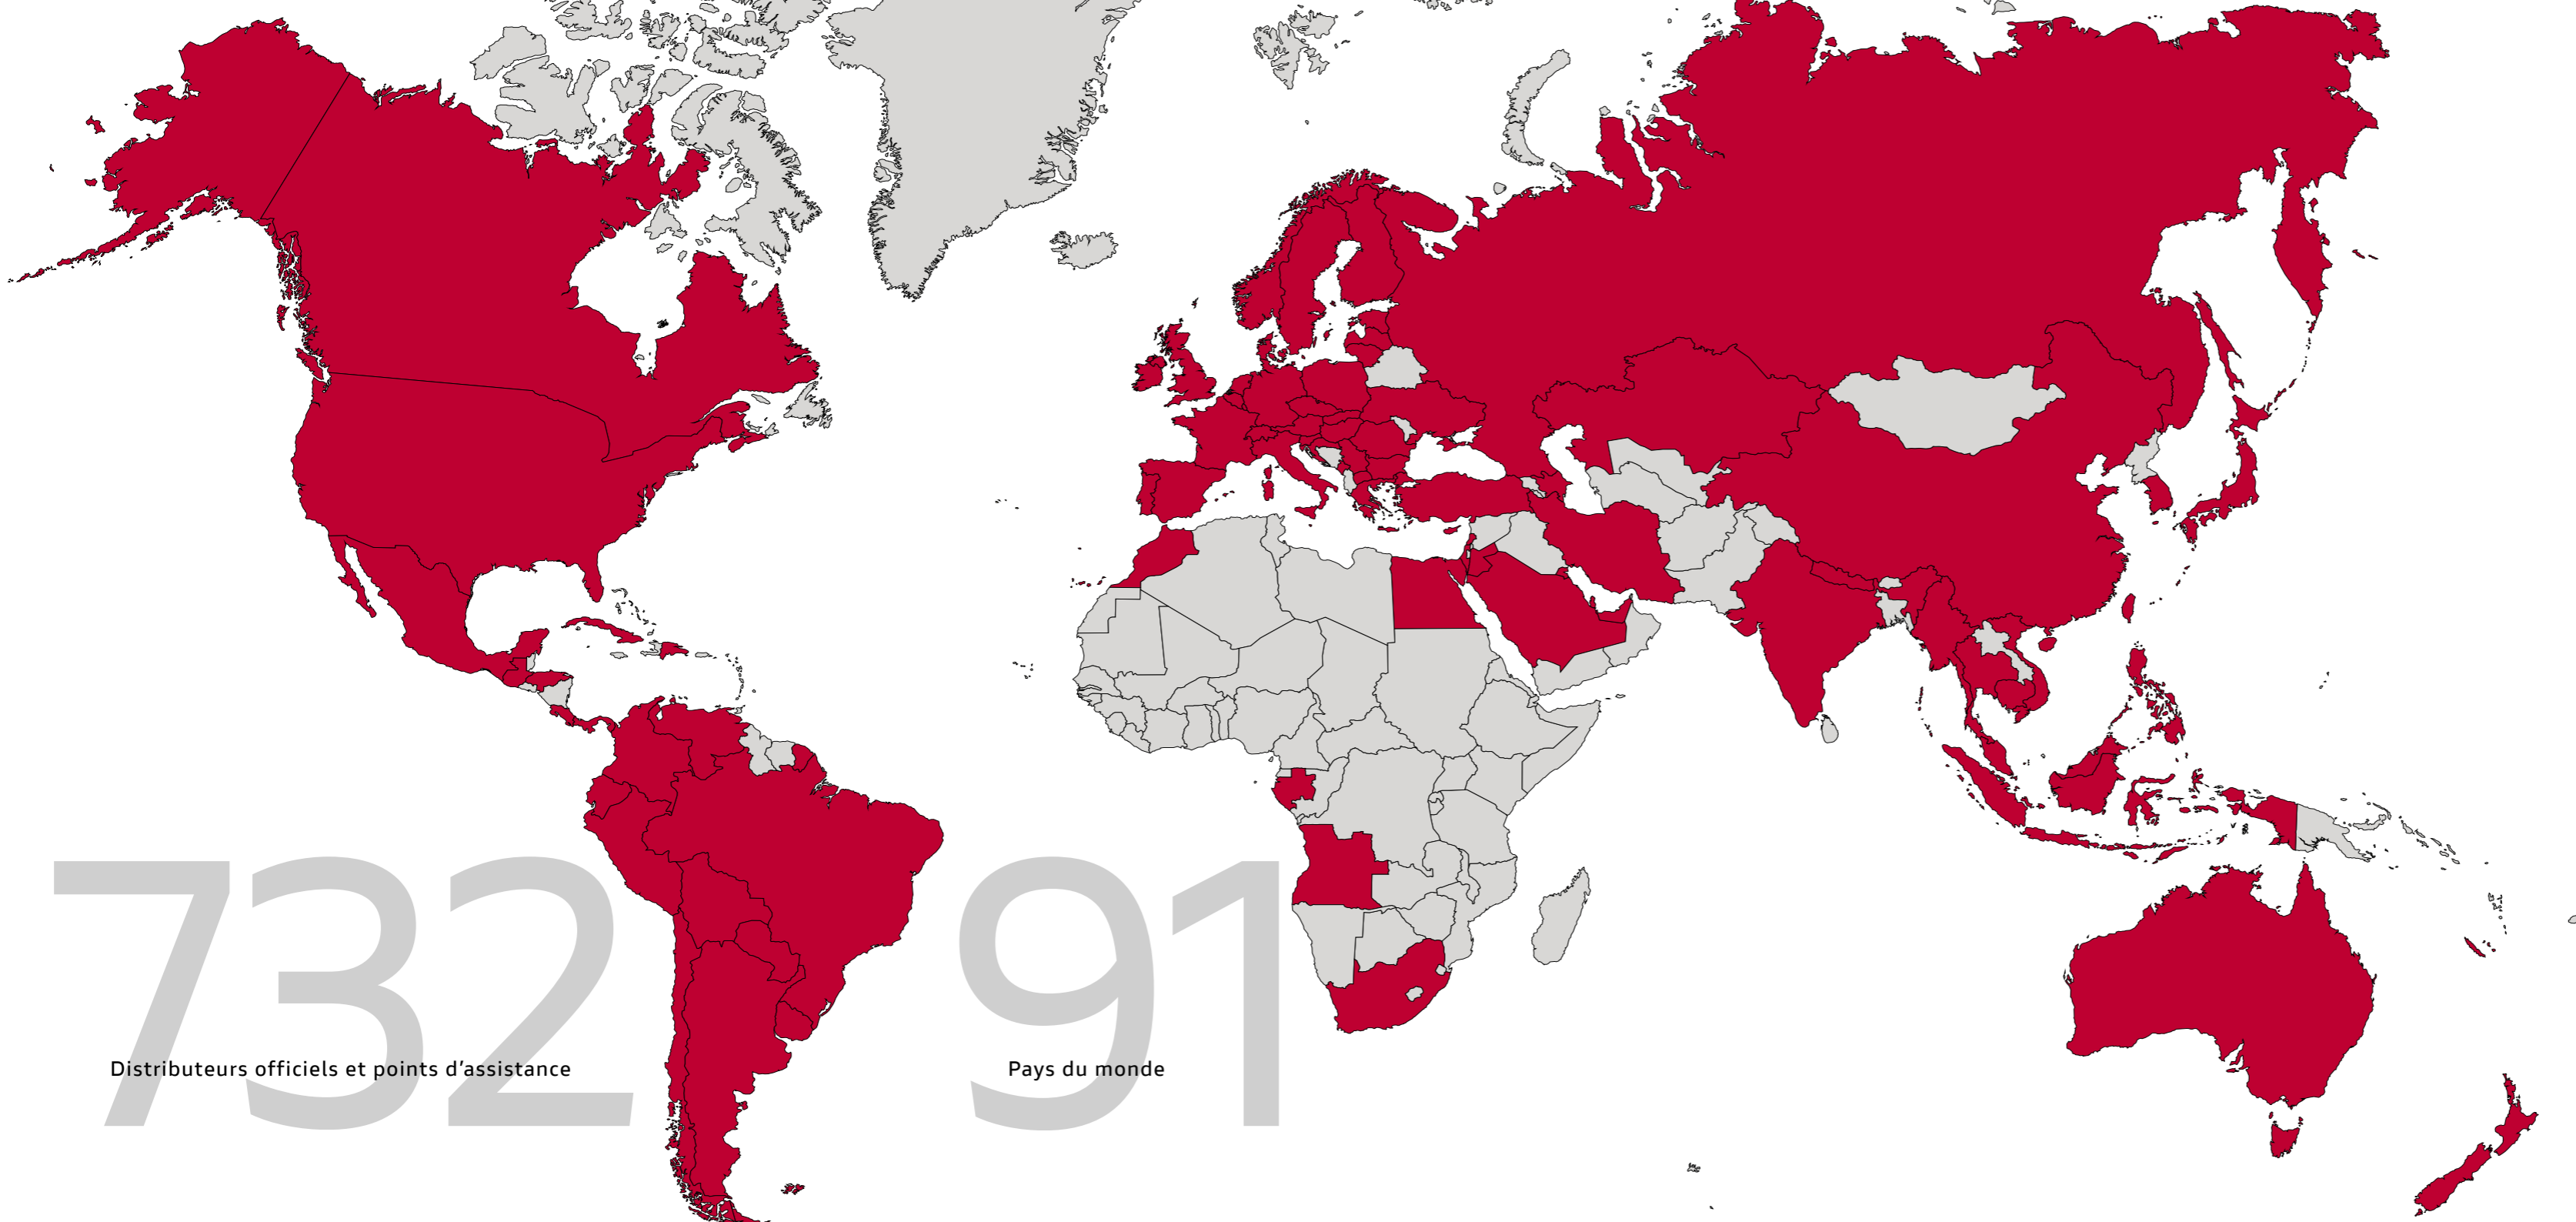 732
Distributeurs officiels et points d’assistance
91
Pays du monde